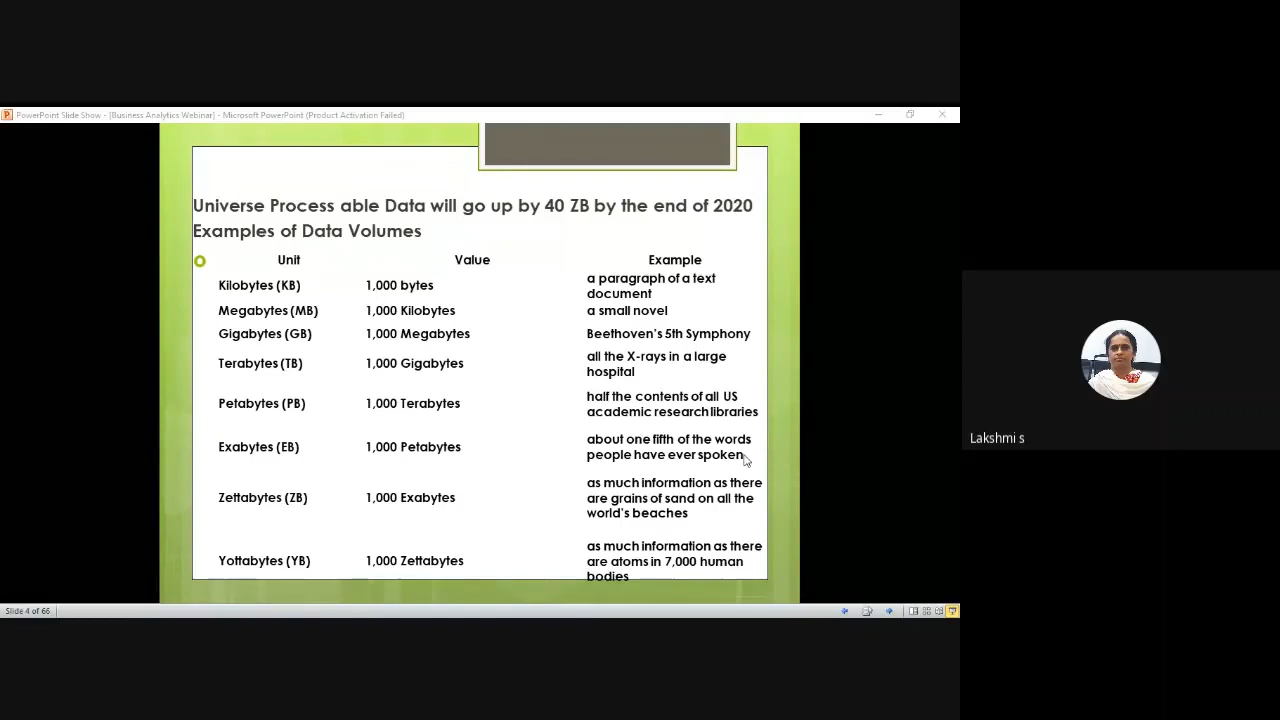 PowerPoint Slide Show - [Business Analytics Webinar] - Microsoft PowerPoint (Product Activation Failed)
Universe Process able Data will go up by 40 ZB by the end of 2020
Examples of Data Volumes
Unit Value Example
Kilobytes (KB) 1,000 bytes a paragraph of a text
document
Megabytes (MB) 1,000 Kilobytes a small novel
Gigabytes (GB) 1,000 Megabytes Beethoven's 5th Symphony
Terabytes (TB) 1,000 Gigabytes all the X-rays in a large
hospital
Petabytes (PB) 1,000 Terabytes half the contents of all US
academic research libraries
Exabytes (EB) 1,000 Petabytes about one fifth of the words
people have ever spoken
Zettabytes (ZB) 1,000 Exabytes as much information as there
are grains of sand on all the
world's beaches
Yottabytes (YB) 1,000 Zettabytes as much information as there
are atoms in 7,000 human
bodies
Slide 4 of 66
Lakshmi s